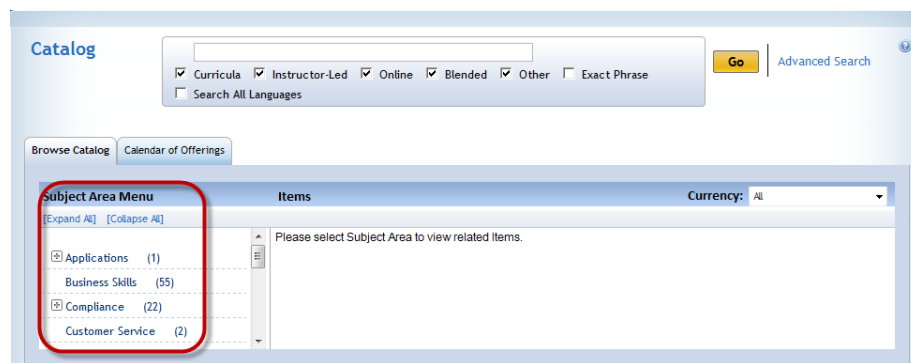 Catalog
Curricula Instructor-Led Online Blended Other Exact Phrase
Search All Languages
Go
Advanced Search
Browse Catalog
Calendar of Offerings
Subject Area Menu
Items
Currency: All
[Expand All] [Collapse All]
Please select Subject Area to view related Items.
Applications (1)
Business Skills (55)
Compliance (22)
Customer Service (2)